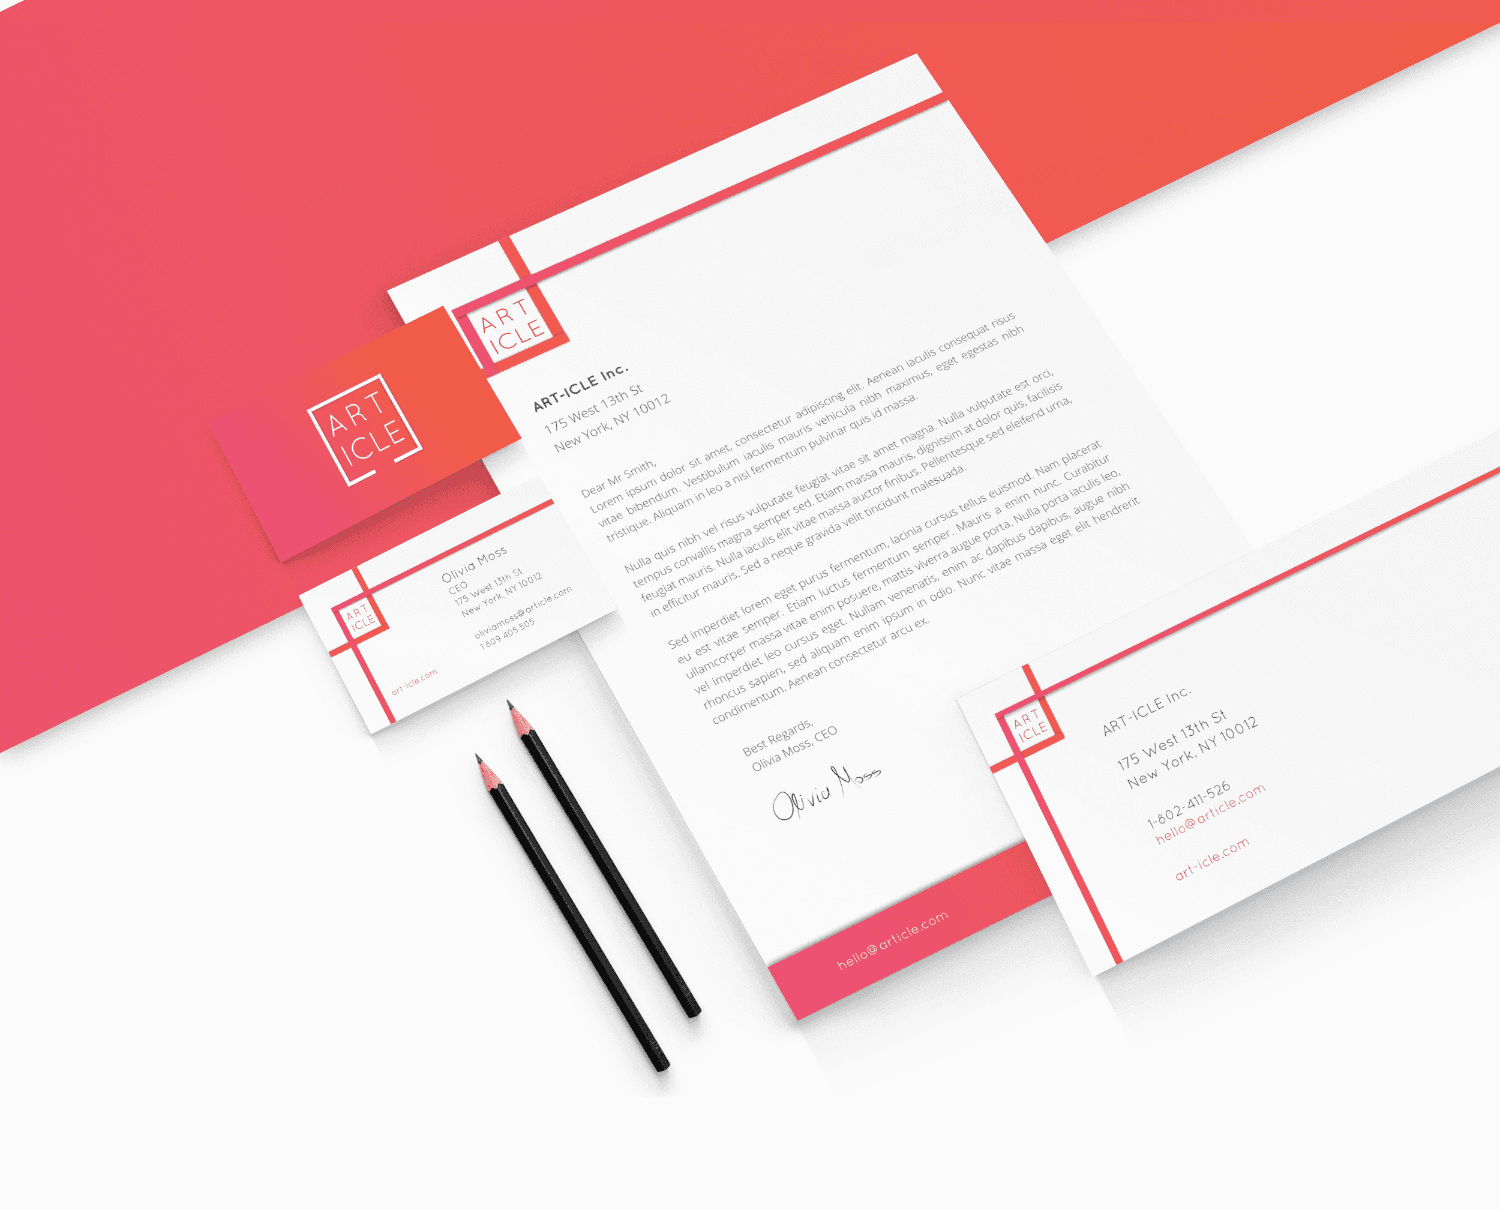 ART
ICLE
ART-ICLE Inc.
175 West 13th St
New York, NY 10012
Dear Mr Smith,
Lorem ipsum dolor sit amet, consectetur adipiscing elit. Aenean iaculis consequat risus
vitae bibendum. Vestibulum iaculis mauris vehicula nibh maximus, eget egestas nibh
tristique. Aliquam in leo a nisl fermentum pulvinar quis id massa.
Nulla quis nibh vel risus vulputate feugiat vitae sit amet magna. Nulla vulputate est orci,
tempus convallis magna semper sed. Etiam massa mauris, dignissim at dolor quis, facilisis
feugiat mauris. Nulla iaculis elit vitae massa auctor finibus. Pellentesque sed eleifend urna,
in efficitur mauris. Sed a neque gravida velit tincidunt malesuada.
Sed imperdiet lorem eget purus fermentum, lacinia cursus tellus euismod. Nam placerat
eu est vitae semper. Etiam luctus fermentum semper. Mauris a enim nunc. Curabitur
ullamcorper massa vitae enim posuere, mattis viverra augue porta. Nulla porta iaculis leo,
vel imperdiet leo cursus eget. Nullam venenatis, enim ac dapibus dapibus, augue nibh
rhoncus sapien, sed aliquam enim ipsum in odio. Nunc vitae massa eget elit hendrerit
condimentum. Aenean consectetur arcu ex.
Best Regards,
Olivia Moss, CEO
Olivia Moss
hello@article.com
ART
ICLE
ART
ICLE
Olivia Moss
CEO
175 West 13th St
New York, NY 10012
oliviamoss@article.com
1 809 405 505
art-icle.com
ART
ICLE
ART-ICLE Inc.
175 West 13th St
New York, NY 10012
1-802-411-526
hello@article.com
art-icle.com